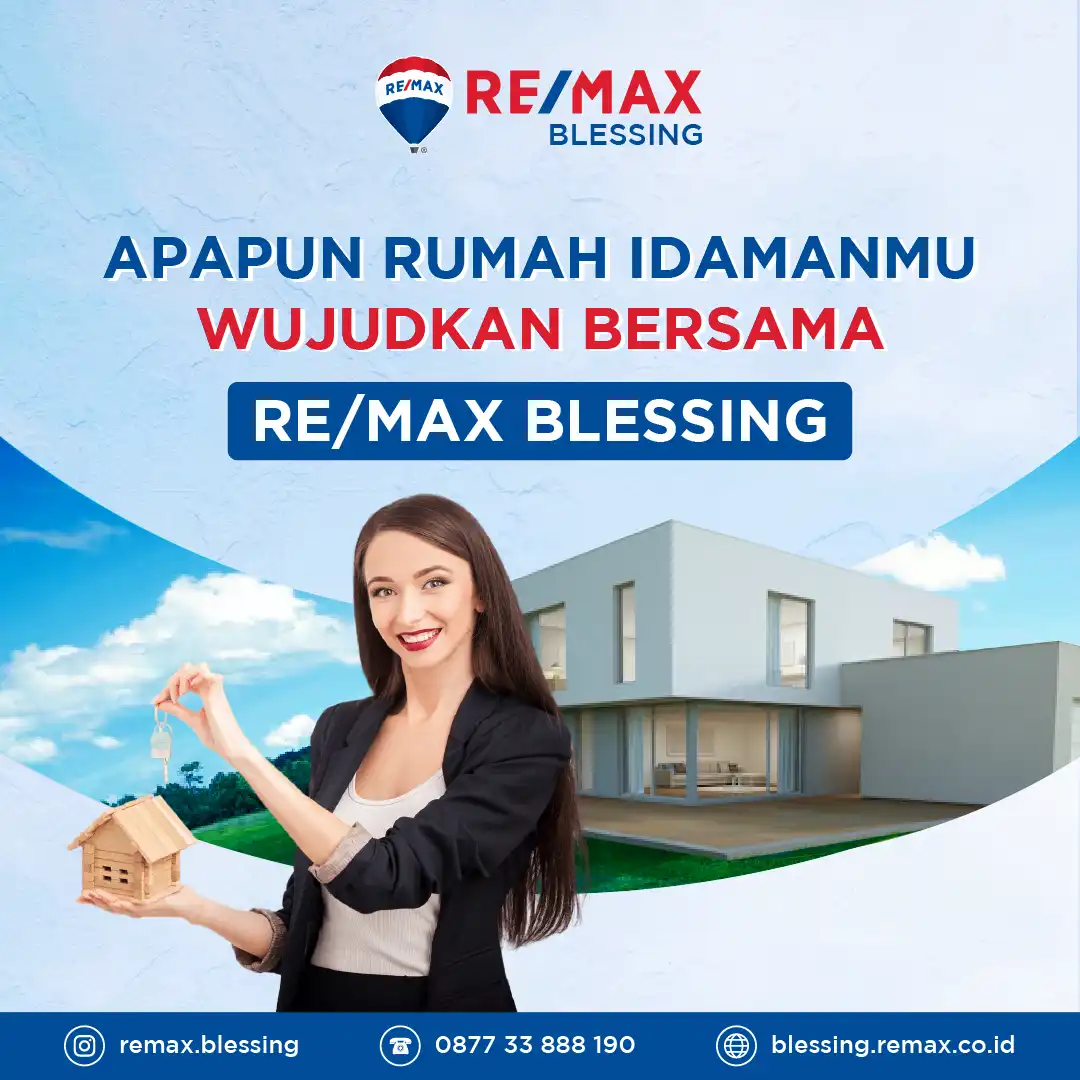 RE/MAX
RE/MAX
BLESSING
APAPUN RUMAH IDAMANMU
WUJUDKAN BERSAMA
RE/MAX BLESSING
remax.blessing
0877 33 888 190
blessing.remax.co.id